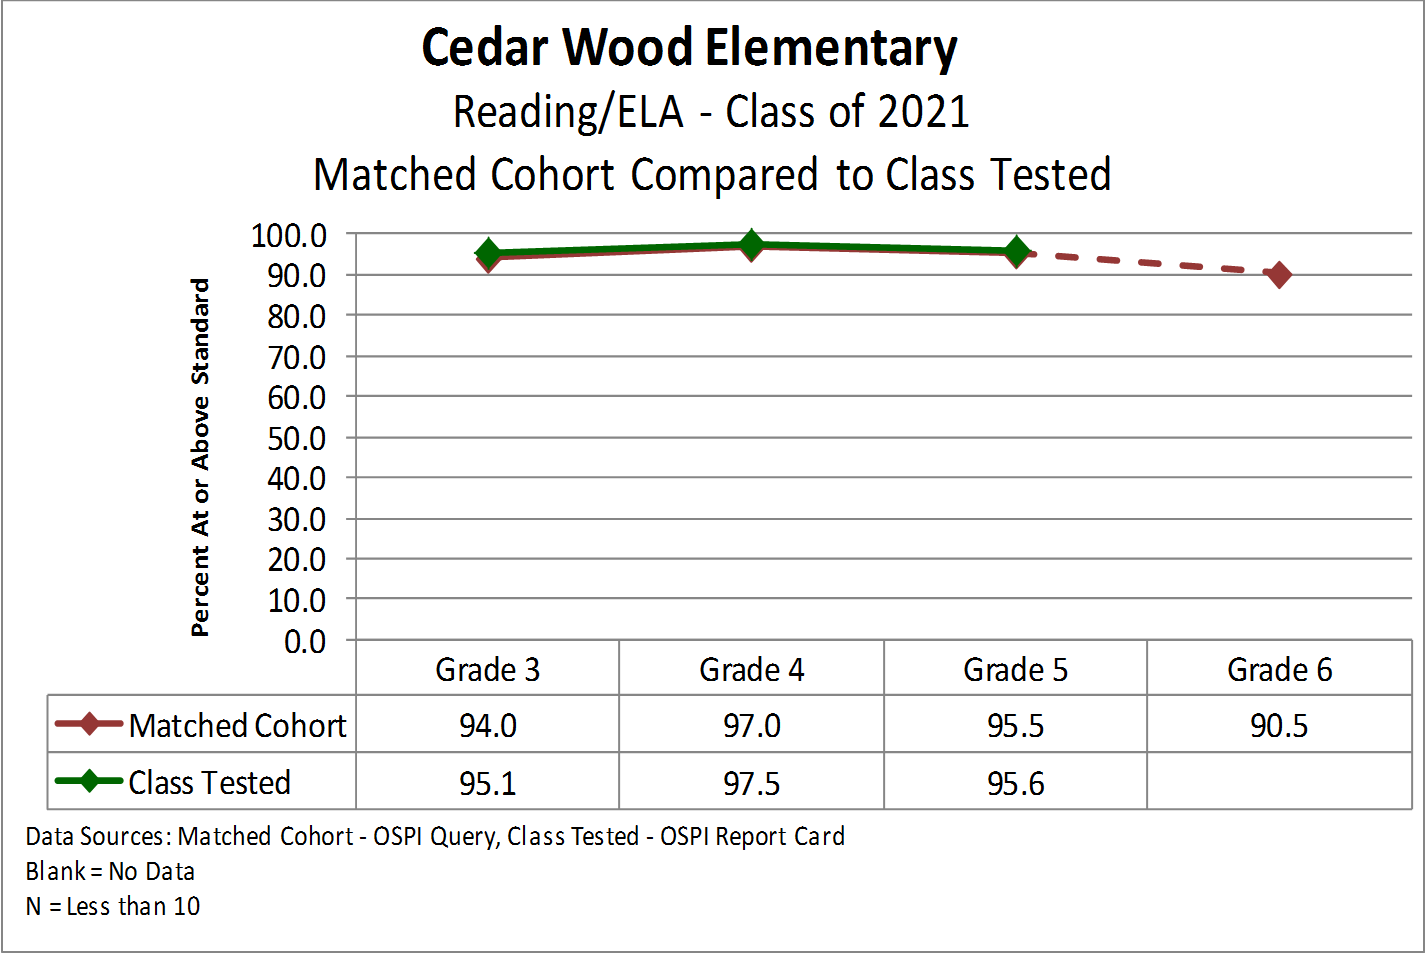 Cedar Wood Elementary
Reading/ELA - Class of 2021
Matched Cohort Compared to Class Tested
Percent At or Above Standard
100.0
90.0
80.0
70.0
60.0
50.0
40.0
30.0
20.0
10.0
0.0
Grade 3 Grade 4 Grade 5 Grade 6
Matched Cohort 94.0 97.0 95.5 90.5
Class Tested 95.1 97.5 95.6
Data Sources: Matched Cohort - OSPI Query, Class Tested - OSPI Report Card
Blank = No Data
N = Less than 10